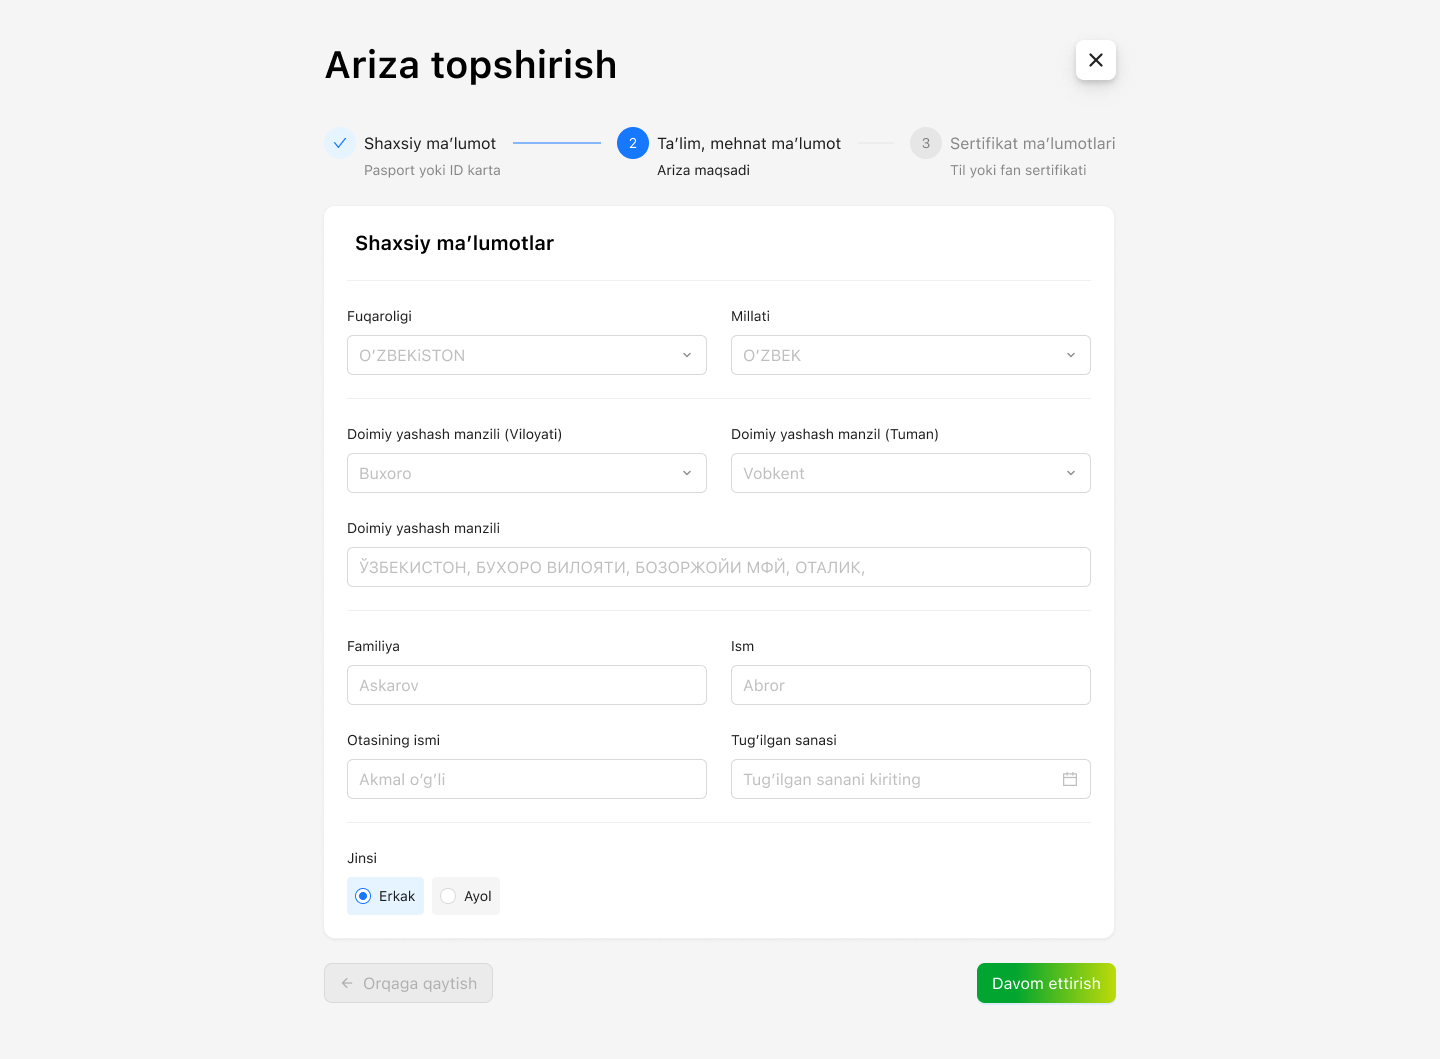 Ariza topshirish
Shaxsiy ma’lumot
Pasport yoki ID karta
2
Ta’lim, mehnat ma’lumot
Ariza maqsadi
3
Sertifikat ma’lumotlari
Til yoki fan sertifikati
Shaxsiy ma’lumotlar
Fuqaroligi
Millati
O’ZBEKiSTON
O’ZBEK
Doimiy yashash manzili (Viloyati)
Doimiy yashash manzil (Tuman)
Buxoro
Vobkent
Doimiy yashash manzili
ЎЗБЕКИСТОН, БУХОРО ВИЛОЯТИ, БОЗОРЖОЙИ МФЙ, ОТАЛИК,
Familiya
Ism
Askarov
Abror
Otasining ismi
Tug’ilgan sanasi
Akmal o’g’li
Tug’ilgan sanani kiriting
Jinsi
Erkak
Ayol
Orqaga qaytish
Davom ettirish